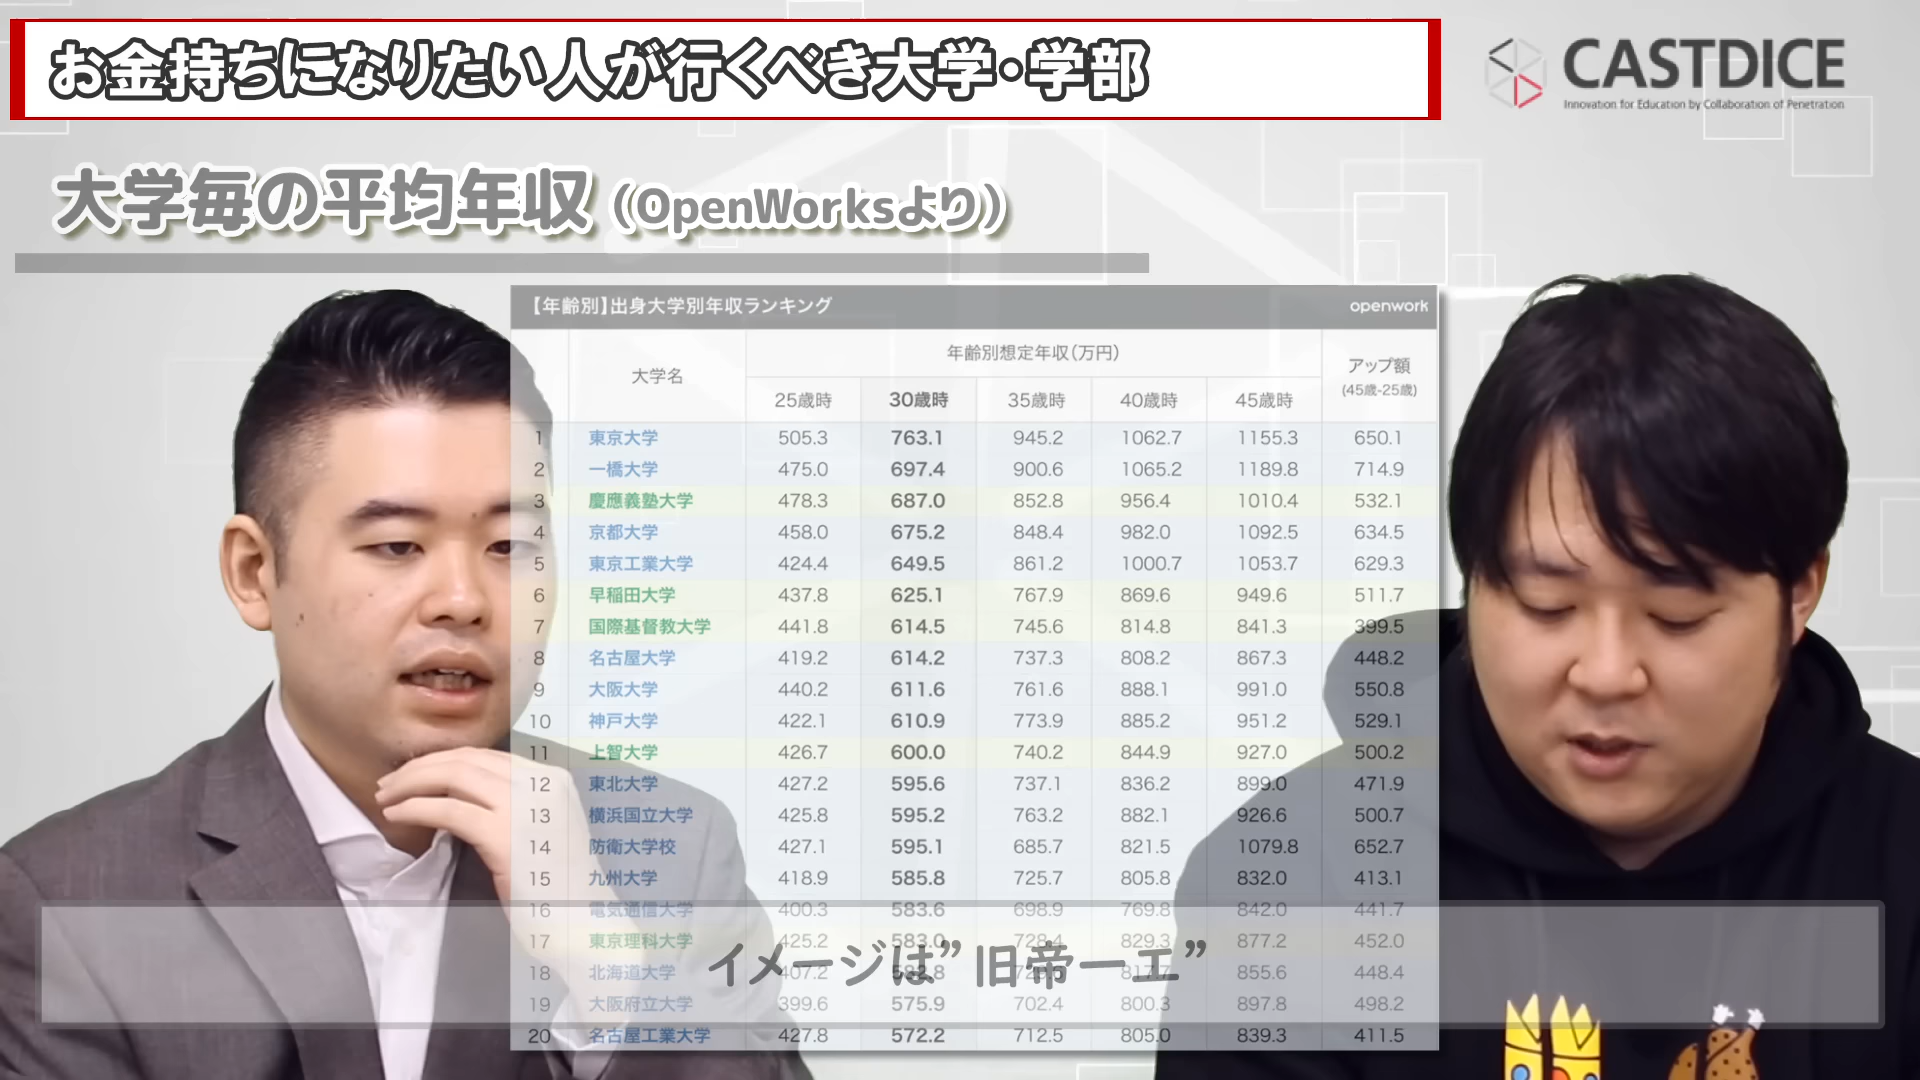 お金持ちになりたい人が行くべき大学・学部
CASTDICE
Innovation for Education by Collaboration of Penetration
大学毎の平均年収（OpenWorksより）
【年齢別】出身大学別年収ランキング openwork
大学名 年齢別想定年収（万円） アップ額
(45歳-25歳)
25歳時 30歳時 35歳時 40歳時 45歳時
1 東京大学 505.3 763.1 945.2 1062.7 1155.3 650.1
2 一橋大学 475.0 697.4 900.6 1065.2 1189.8 714.9
3 慶應義塾大学 478.3 687.0 852.8 956.4 1010.4 532.1
4 京都大学 458.0 675.2 848.4 982.0 1092.5 634.5
5 東京工業大学 424.4 649.5 861.2 1000.7 1053.7 629.3
6 早稲田大学 437.8 625.1 767.9 869.6 949.6 511.7
7 国際基督教大学 441.8 614.5 745.6 814.8 841.3 399.5
8 名古屋大学 419.2 614.2 737.3 808.2 867.3 448.2
9 大阪大学 440.2 611.6 761.6 888.1 991.0 550.8
10 神戸大学 422.1 610.9 773.9 885.2 951.2 529.1
11 上智大学 426.7 600.0 740.2 844.9 927.0 500.2
12 東北大学 427.2 595.6 737.1 836.2 899.0 471.9
13 横浜国立大学 425.8 595.2 763.2 882.1 926.6 500.7
14 防衛大学校 427.1 595.1 685.7 821.5 1079.8 652.7
15 九州大学 418.9 585.8 725.7 805.8 832.0 413.1
16 電気通信大学 400.3 583.6 698.9 769.8 842.0 441.7
17 東京理科大学 425.2 583.0 728.4 829.3 877.2 452.0
18 北海道大学 407.2 817.7 855.6 448.4
イメージは”旧帝一工”
19 大阪府立大学 399.6 575.9 702.4 800.3 897.8 498.2
20 名古屋工業大学 427.8 572.2 712.5 805.0 839.3 411.5